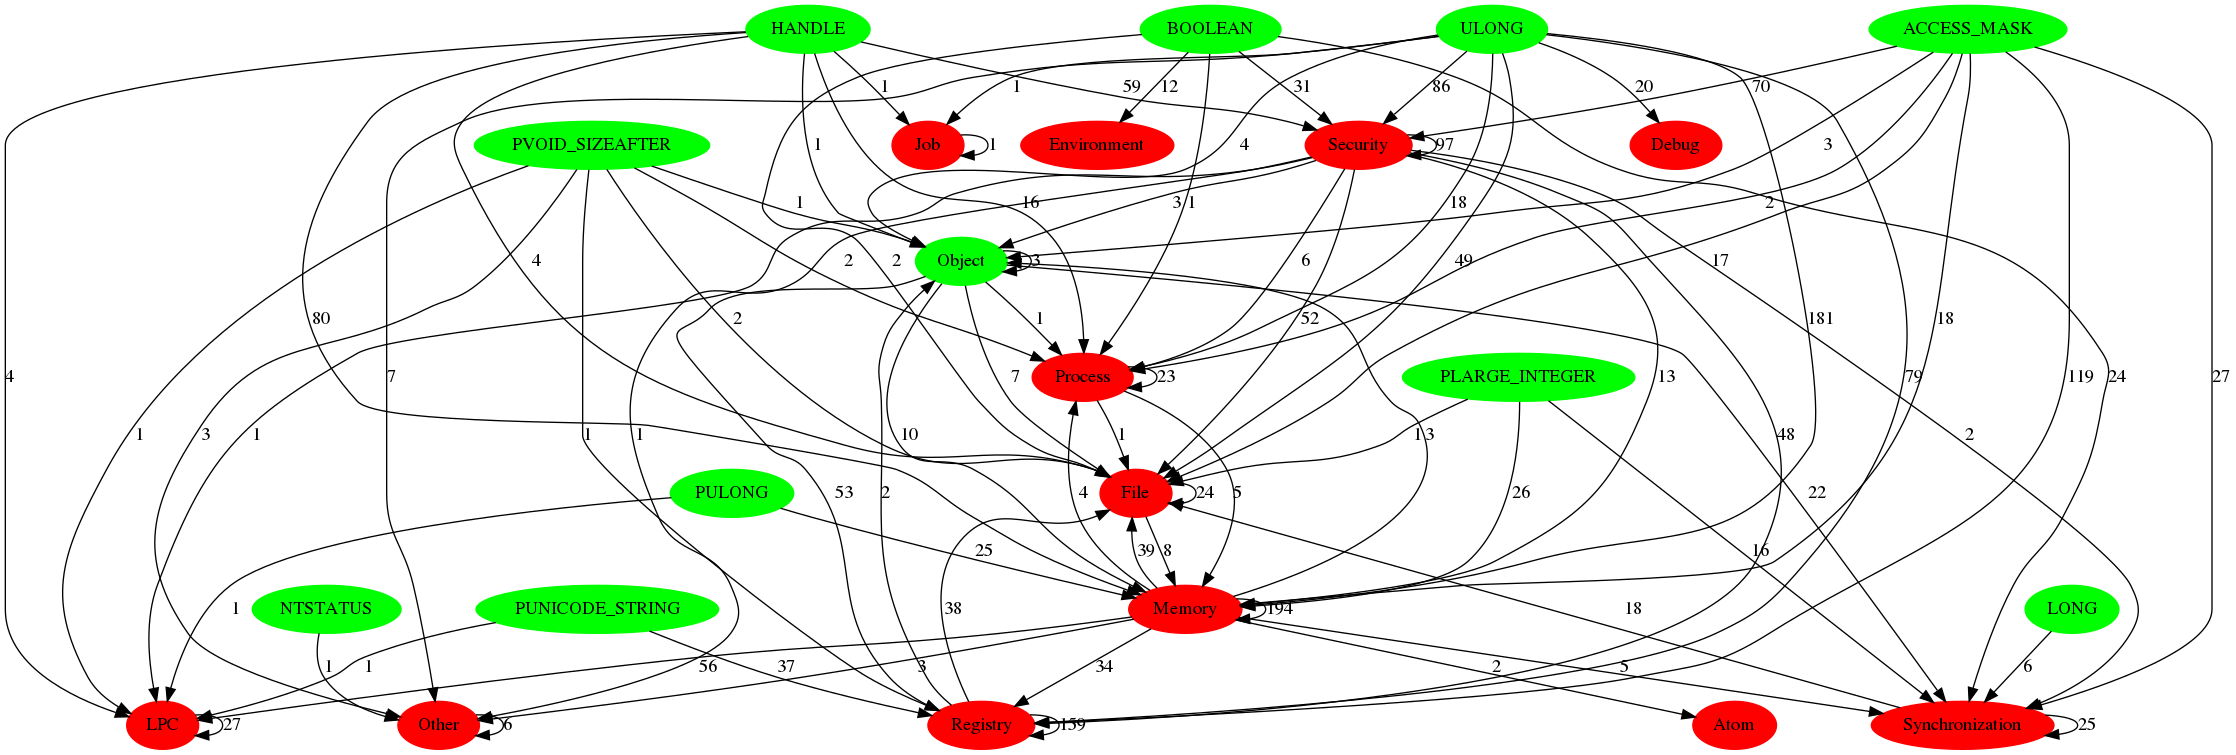 HANDLE BOOLEAN ULONG ACCESS_MASK
1 1 59 12 31 86 20 70
PVOID_SIZEAFTER Job 1 Environment Security 97 Debug
1 4 3
1 16 3 1 18 2
Object 3
4 2 2 6 49 17
80 2 1 52 181 18
4 7 Process 23 7 13 PLARGE_INTEGER 79 119 24 27
1 3 1 1 1 10 1 13 48 2
PULONG 53 2 4 File 24 5 26 22
25 39 8 16
NTSTATUS PUNICODE_STRING 1 38 Memory 194 18 LONG
1 1 56 37 3 34 2 5 6
LPC 27 Other 6 Registry 159 Atom Synchronization 25